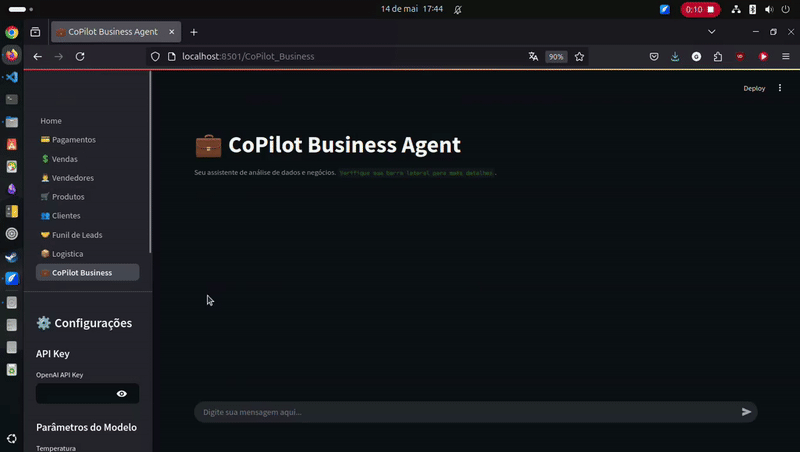 14 de mai 17:44
0:10
CoPilot Business Agent
localhost:8501/CoPilot_Business
90%
Deploy
Home
Pagamentos
Vendas
Vendedores
Produtos
Clientes
Funil de Leads
Logistica
CoPilot Business
Configurações
API Key
OpenAI API Key
Parâmetros do Modelo
Temperatura
CoPilot Business Agent
Seu assistente de análise de dados e negócios. Verifique sua barra lateral para mais detalhes.
Digite sua mensagem aqui...